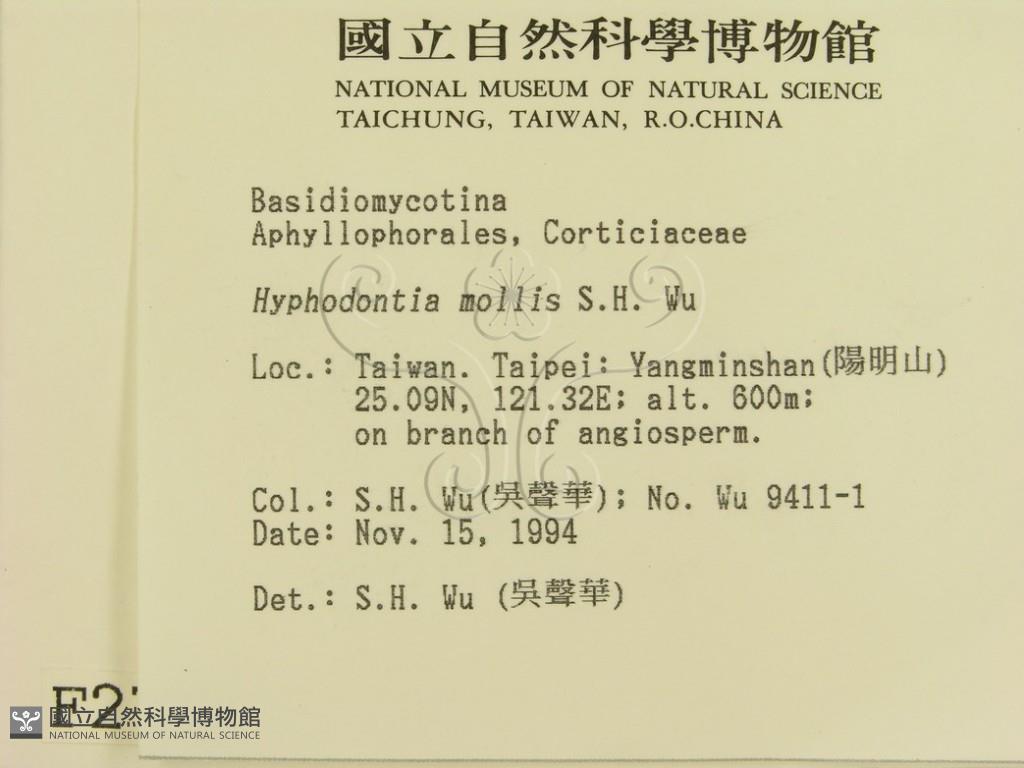 國立自然科學博物館
NATIONAL MUSEUM OF NATURAL SCIENCE
TAICHUNG, TAIWAN, R.O.CHINA
Basidiomycotina
Aphyllophorales, Corticiaceae
Hyphodontia mollis S.H. Wu
Loc.: Taiwan. Taipei: Yangminshan(陽明山)
25.09N, 121.32E; alt. 600m;
on branch of angiosperm.
Col.: S.H. Wu(吳聲華); No. Wu 9411-1
Date: Nov. 15, 1994
Det.: S.H. Wu (吳聲華)
國立自然科學博物館
NATIONAL MUSEUM OF NATURAL SCIENCE